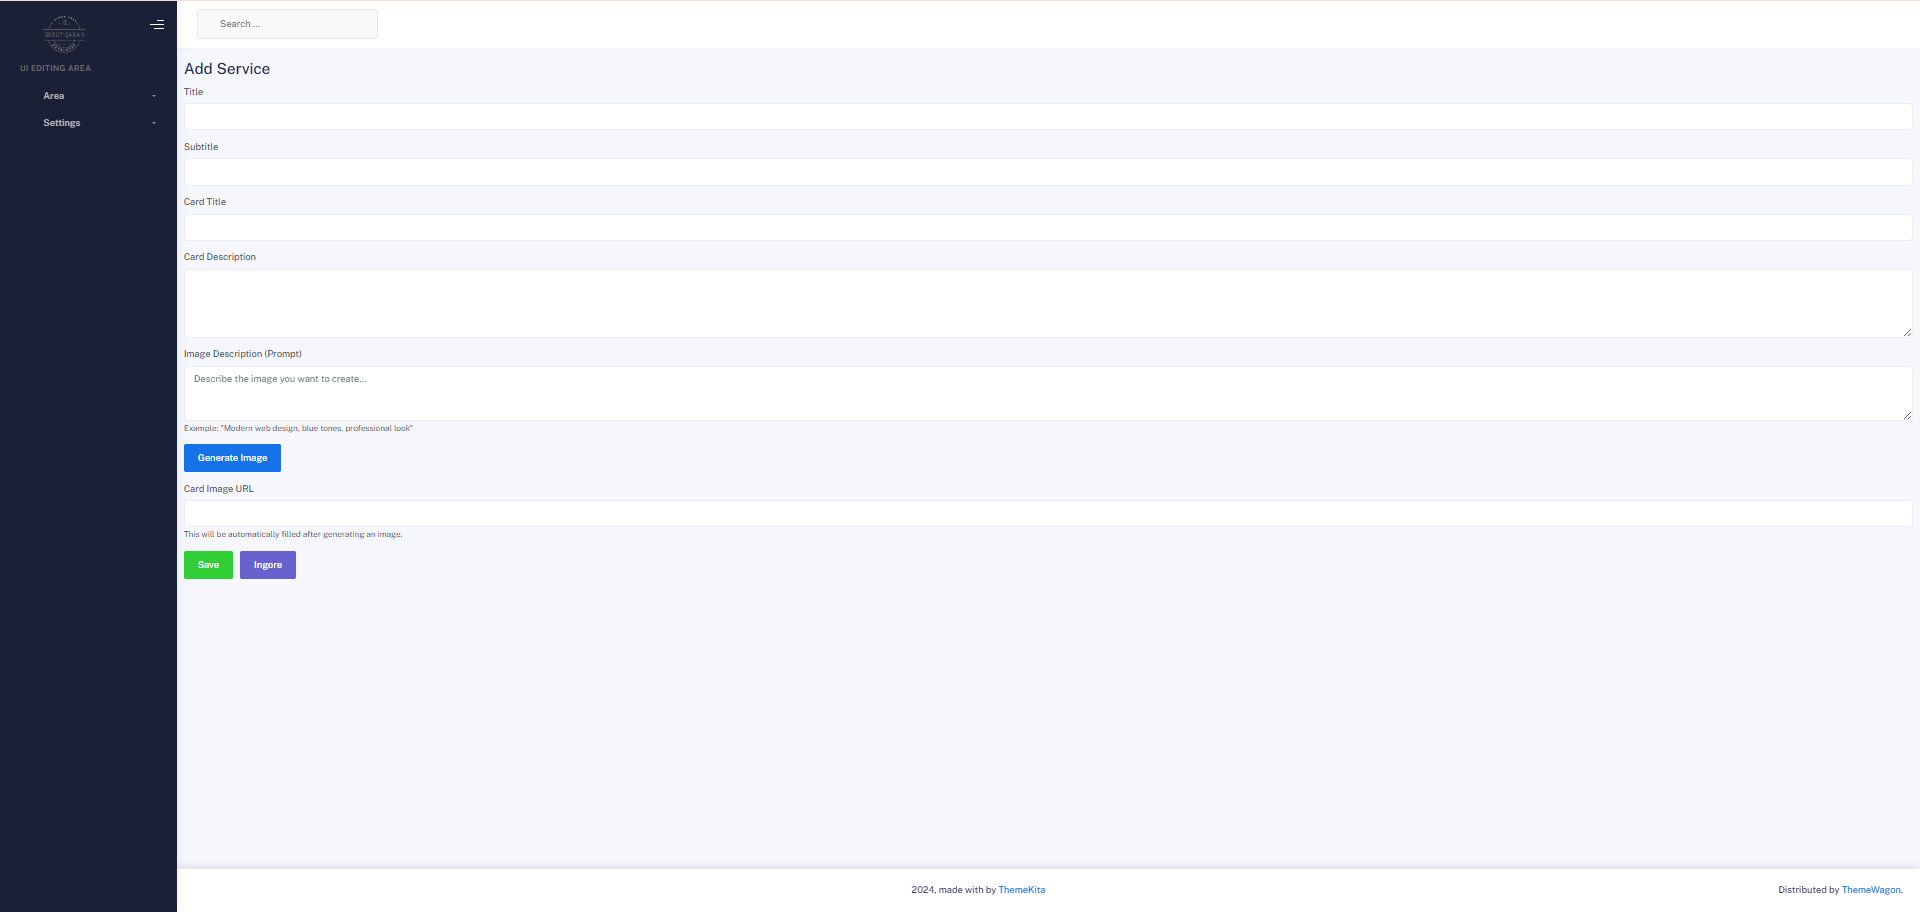 UI EDITING AREA
Area
Settings
Search ...
Add Service
Title
Subtitle
Card Title
Card Description
Image Description (Prompt)
Describe the image you want to create...
Example: "Modern web design, blue tones, professional look"
Generate Image
Card Image URL
This will be automatically filled after generating an image.
Save
Ingore
2024, made with by ThemeKita
Distributed by ThemeWagon.